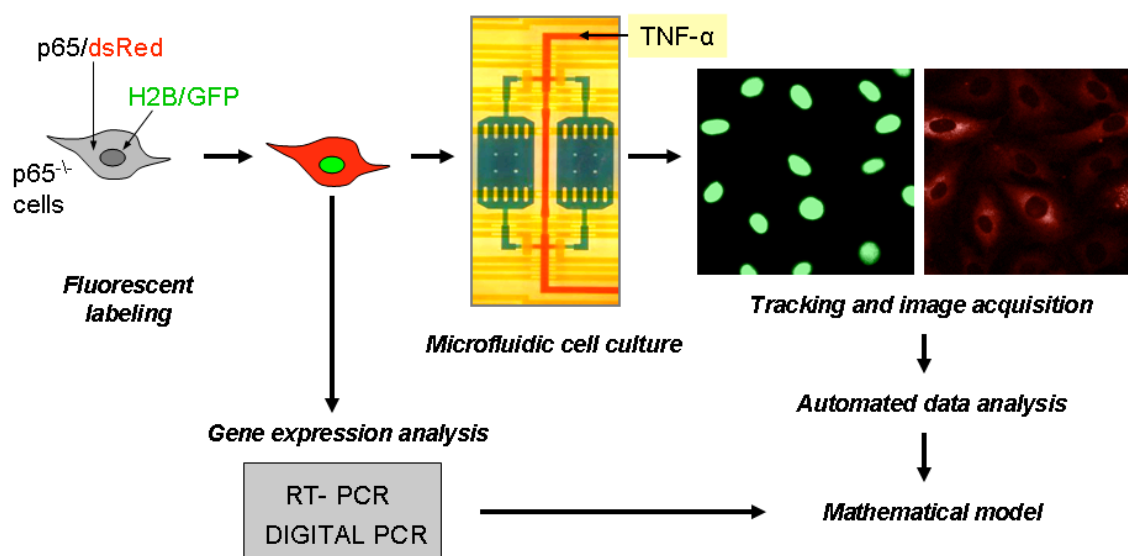 p65/dsRed
H2B/GFP
p65-\-
cells
Fluorescent
labeling
TNF-α
Microfluidic cell culture
Tracking and image acquisition
Automated data analysis
Gene expression analysis
RT- PCR
DIGITAL PCR
Mathematical model